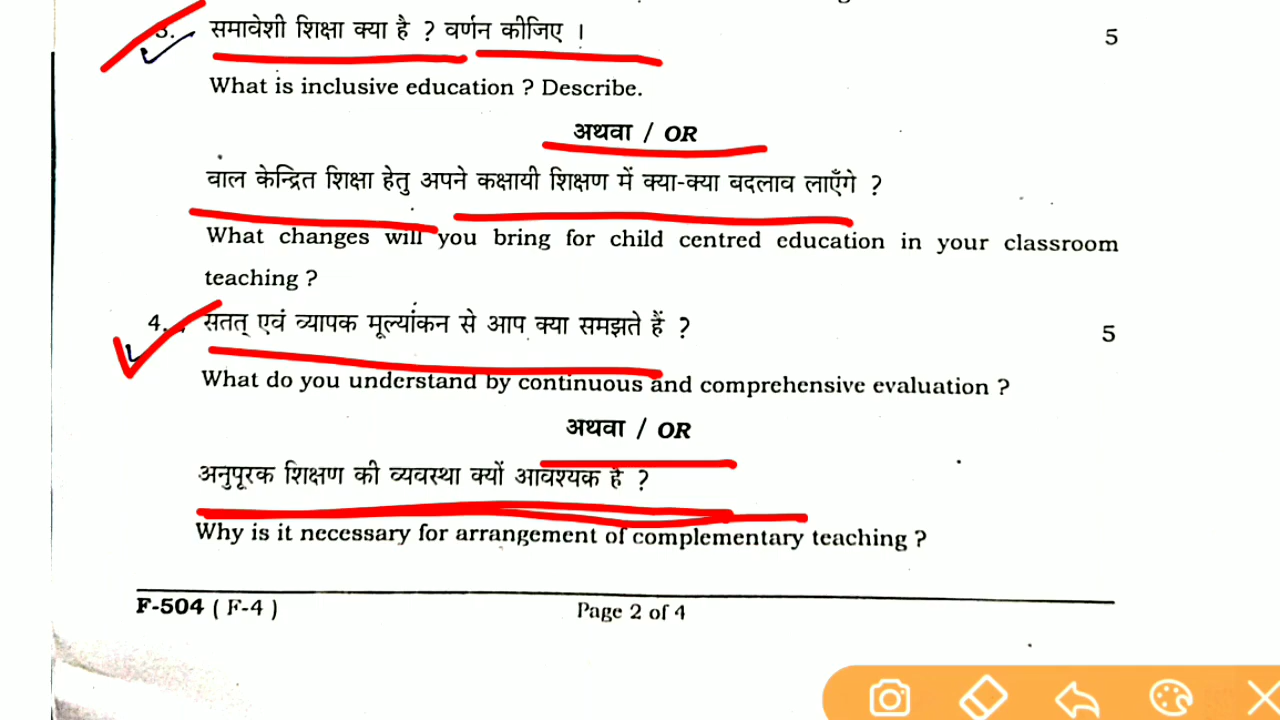 3. समावेशी शिक्षा क्या है ? वर्णन कीजिए । 5
What is inclusive education ? Describe.
अथवा / OR
वाल केन्द्रित शिक्षा हेतु अपने कक्षायी शिक्षण में क्या-क्या बदलाव लाएँगे ?
What changes will you bring for child centred education in your classroom
teaching ?
4. सतत् एवं व्यापक मूल्यांकन से आप क्या समझते हैं ? 5
What do you understand by continuous and comprehensive evaluation ?
अथवा / OR
अनुपूरक शिक्षण की व्यवस्था क्यों आवश्यक है ?
Why is it necessary for arrangement of complementary teaching ?
F-504 ( F-4 ) Page 2 of 4